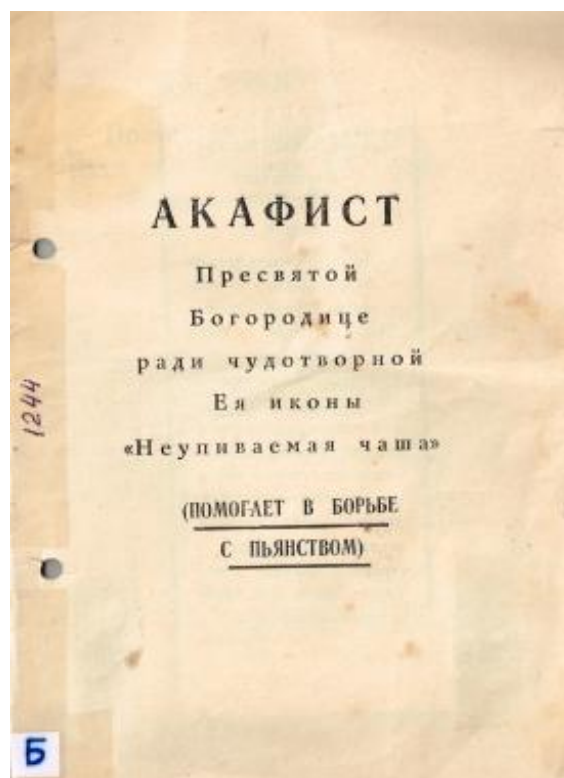 АКАФИСТ
Пресвятой
Богородице
ради чудотворной
Ея иконы
«Неупиваемая чаша»
(ПОМОГАЕТ В БОРЬБЕ
С ПЬЯНСТВОМ)
1244
Б